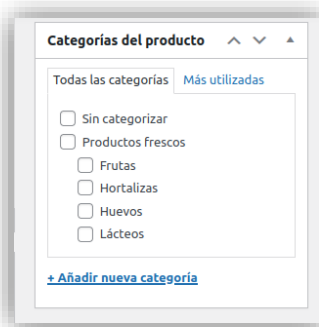 Categorías del producto
Todas las categorías Más utilizadas
Sin categorizar
Productos frescos
Frutas
Hortalizas
Huevos
Lácteos
+ Añadir nueva categoría